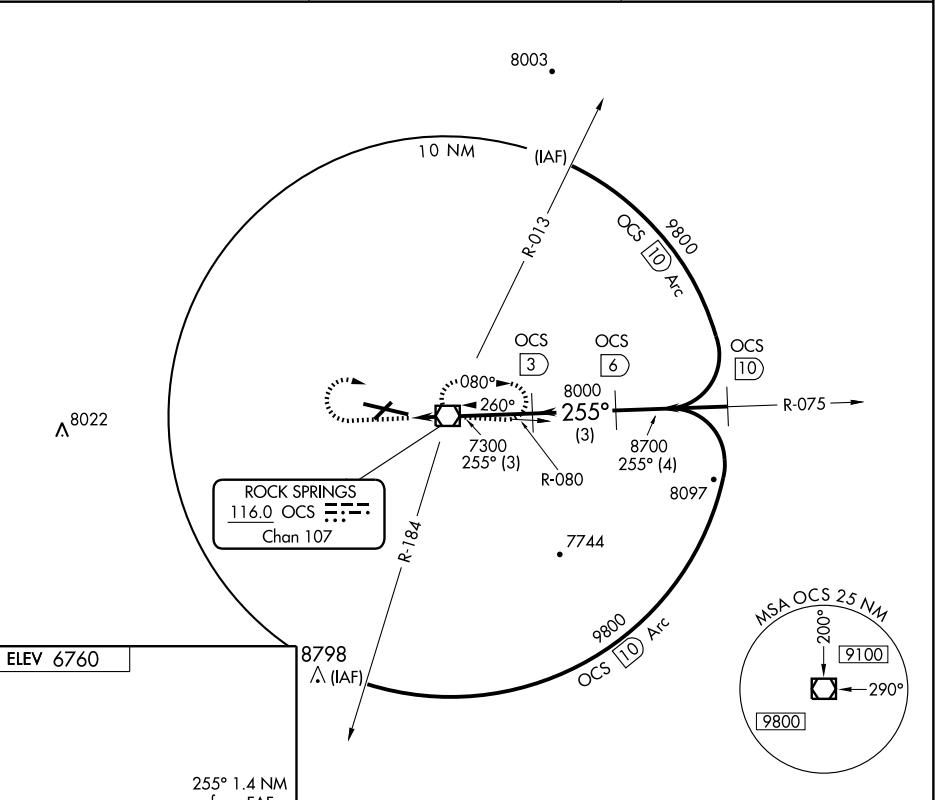 8003
10 NM
(IAF)
R-013
OCS 10 Arc
9800
OCS
3
OCS
6
OCS
10
8022
080°
260°
8000
255°
(3)
R-075
7300
255° (3)
8700
255° (4)
R-080
8097
ROCK SPRINGS
116.0 OCS
Chan 107
R-184
7744
MSA OCS 25 NM
200°
9100
290°
9800
9800
OCS 10 Arc
ELEV 6760
8798
(IAF)
255° 1.4 NM